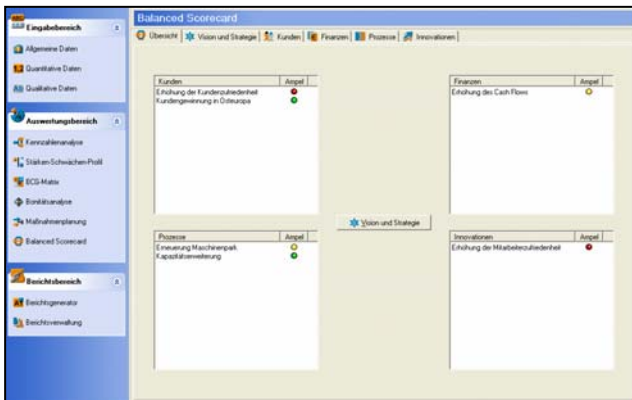 Balanced Scorecard
Übersicht
Vision und Strategie
Kunden
Finanzen
Prozesse
Innovationen
Eingabebereich
Allgemeine Daten
Quantitative Daten
Qualitative Daten
Auswertungsbereich
Kennzahlenanalyse
Stärken-Schwächen-Profil
BCG-Matrix
Bonitätsanalyse
Maßnahmenplanung
Balanced Scorecard
Berichtsbereich
Berichtsgenerator
Berichtsverwaltung
Kunden Ampel
Erhöhung der Kundenzufriedenheit
Kundengewinnung in Osteuropa
Finanzen Ampel
Erhöhung des Cash Flows
Vision und Strategie
Prozesse Ampel
Erneuerung Maschinenpark
Kapazitätserweiterung
Innovationen Ampel
Erhöhung der Mitarbeiterzufriedenheit